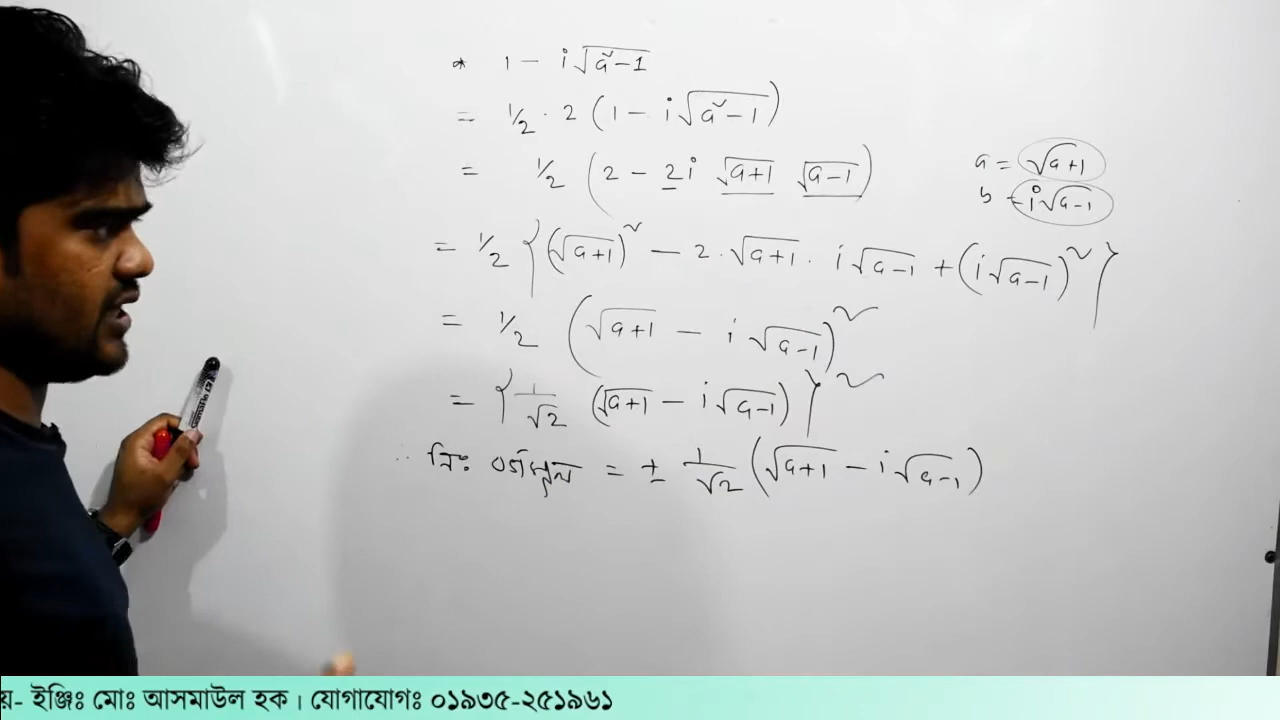 * 1 - i√(a²-1)
= 1/2 · 2 (1 - i√(a²-1))
= 1/2 (2 - 2i √(a+1) √(a-1))
a = √(a+1)
b = i√(a-1)
= 1/2 {(√(a+1))² - 2·√(a+1)· i√(a-1) + (i√(a-1))²}
= 1/2 (√(a+1) - i√(a-1))²
= {1/√2 (√(a+1) - i√(a-1))}²
∴ নিঃ বর্গমূল = ± 1/√2 (√(a+1) - i√(a-1))
য়- ইঞ্জিঃ মোঃ আসমাউল হক। যোগাযোগঃ ০১৯৩৫-২৫১৯৬১